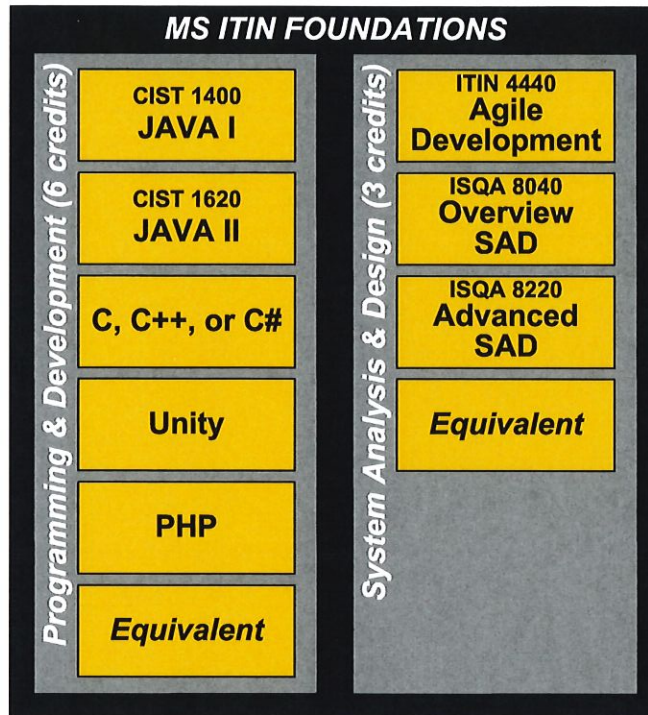 MS ITIN FOUNDATIONS
Programming & Development (6 credits)
CIST 1400
JAVA I
CIST 1620
JAVA II
C, C++, or C#
Unity
PHP
Equivalent
System Analysis & Design (3 credits)
ITIN 4440
Agile
Development
ISQA 8040
Overview
SAD
ISQA 8220
Advanced
SAD
Equivalent